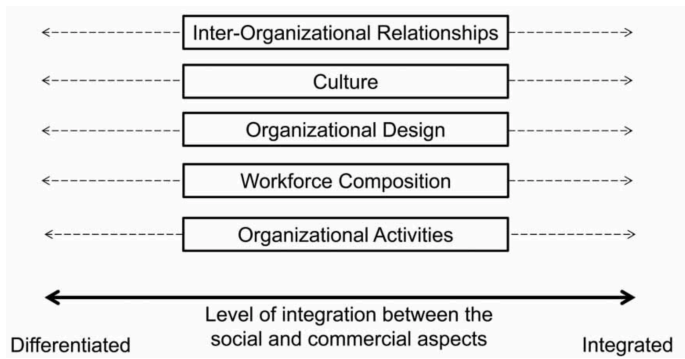 Inter-Organizational Relationships
Culture
Organizational Design
Workforce Composition
Organizational Activities
Level of integration between the
social and commercial aspects
Differentiated
Integrated